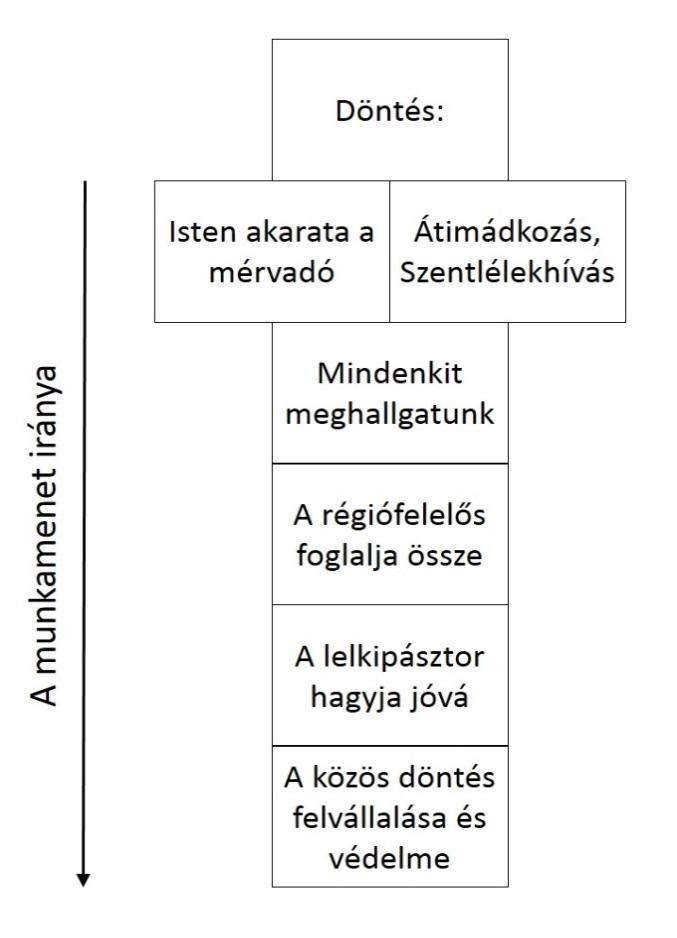 Döntés:
Isten akarata a
mérvadó
Átimádkozás,
Szentlélekhívás
Mindenkit
meghallgatunk
A régiófelelős
foglalja össze
A lelkipásztor
hagyja jóvá
A közös döntés
felvállalása és
védelme
A munkamenet iránya